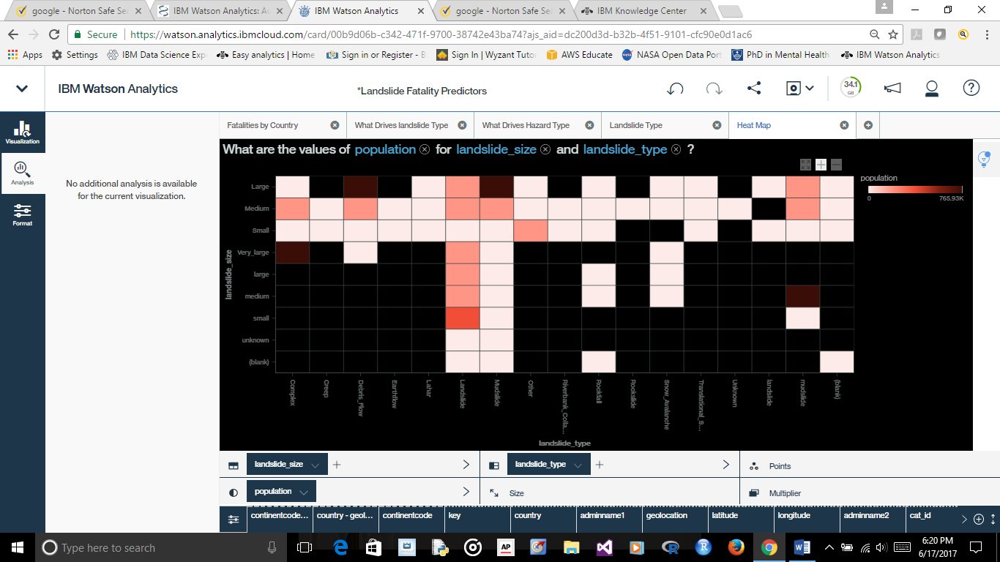 google - Norton Safe Sea
IBM Watson Analytics: Au
IBM Watson Analytics
google - Norton Safe Sea
IBM Knowledge Center
Secure
https://watson.analytics.ibmcloud.com/card/00b9d06b-c342-471f-9700-38742e43ba74?ajs_aid=dc200d3d-b32b-4f51-9101-cfc90e0d1ac6
Apps
Settings
IBM Data Science Exp
Easy analytics | Home
Sign in or Register - B
Sign In | Wyzant Tutor
AWS Educate
NASA Open Data Port
PhD in Mental Health
IBM Watson Analytics
IBM Watson Analytics
*Landslide Fatality Predictors
34.1
GB
Visualization
Analysis
Format
No additional analysis is available
for the current visualization.
Fatalities by Country
What Drives landslide Type
What Drives Hazard Type
Landslide Type
Heat Map
What are the values of population for landslide_size and landslide_type ?
population
0
765.93K
landslide_size
Large
Medium
Small
Very_large
large
medium
small
unknown
(blank)
Complex
Creep
Debris_Flow
Earthflow
Lahar
Landslide
Mudslide
Other
Riverbank_Colla...
Rockfall
Rockslide
Snow_Avalanche
Translational_S...
Unknown
landslide
mudslide
(blank)
landslide_type
landslide_size
landslide_type
Points
population
Size
Multiplier
continentcode...
country - geol...
continentcode
key
country
adminname1
geolocation
latitude
longitude
adminname2
cat_id
Type here to search
AP
R
R
6:20 PM
6/17/2017